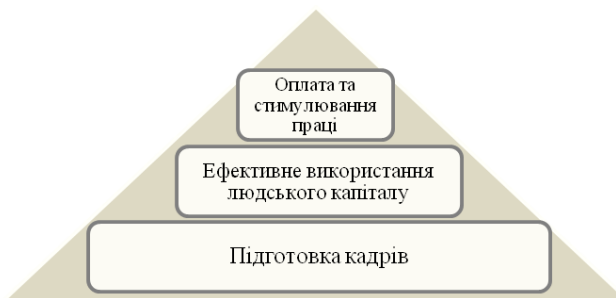 Оплата та
стимулювання
праці
Ефективне використання
людського капіталу
Підготовка кадрів